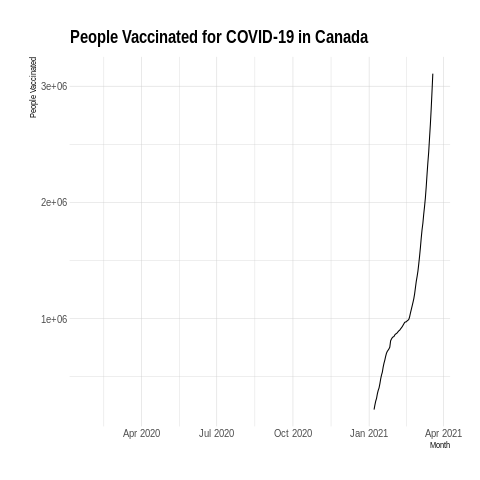 People Vaccinated for COVID-19 in Canada
People Vaccinated
3e+06
2e+06
1e+06
Apr 2020
Jul 2020
Oct 2020
Jan 2021
Apr 2021
Month